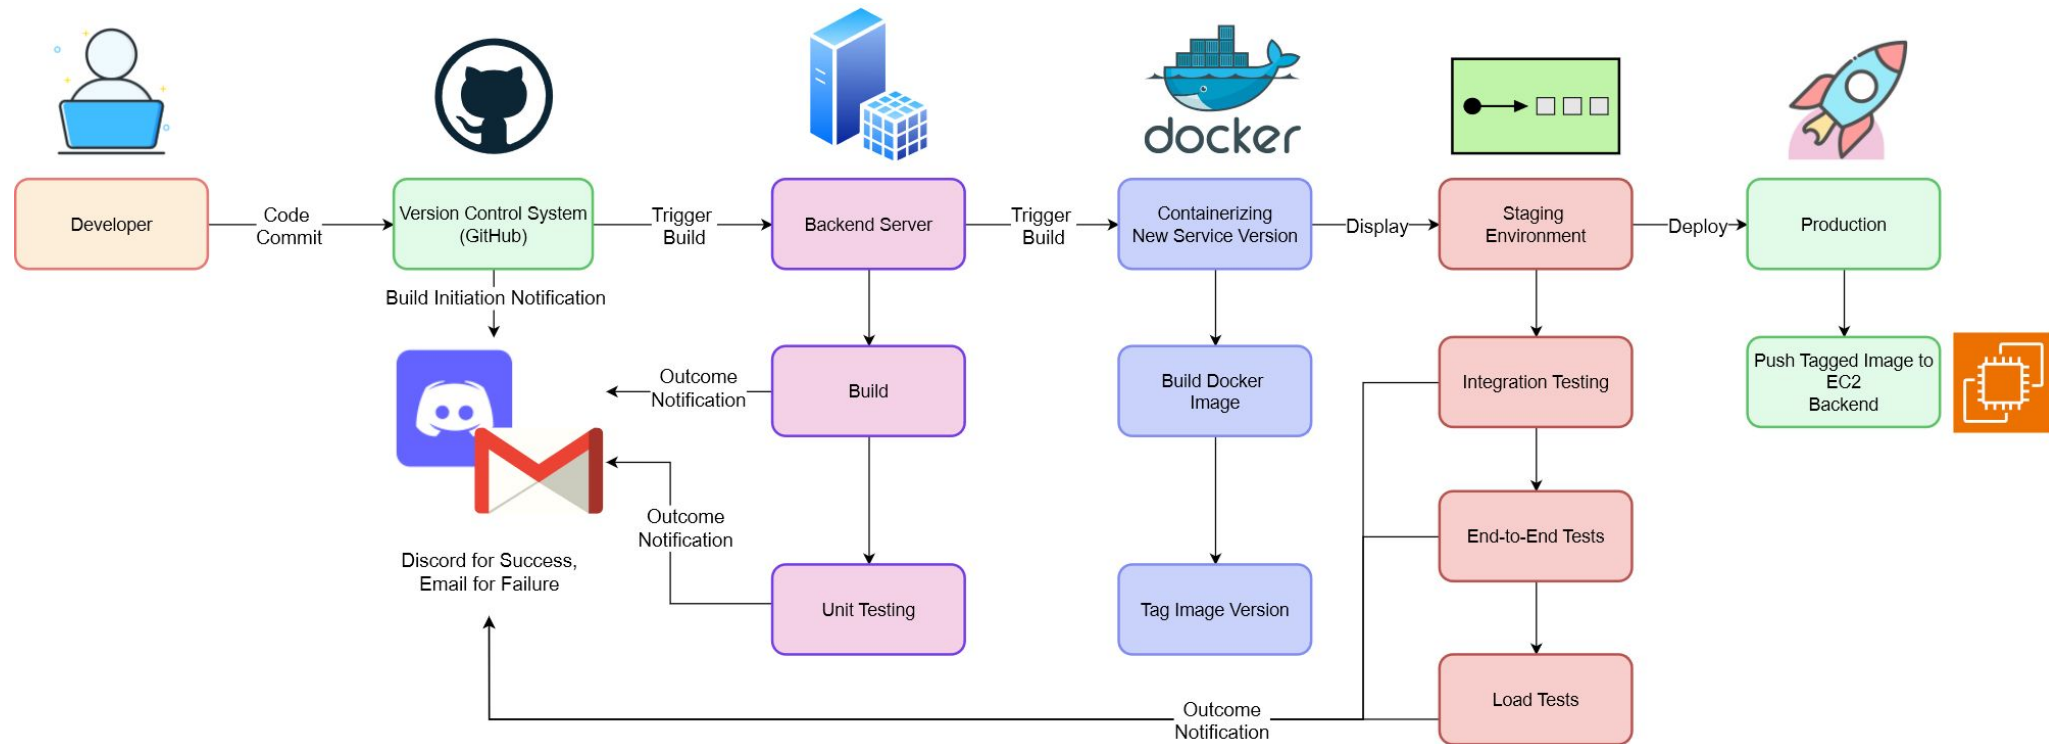 docker
Developer
Code
Commit
Version Control System
(GitHub)
Trigger
Build
Backend Server
Trigger
Build
Containerizing
New Service Version
Display
Staging
Environment
Deploy
Production
Build Initiation Notification
Outcome
Notification
Build
Build Docker
Image
Integration Testing
Push Tagged Image to
EC2
Backend
Outcome
Notification
End-to-End Tests
Discord for Success,
Email for Failure
Unit Testing
Tag Image Version
Load Tests
Outcome
Notification